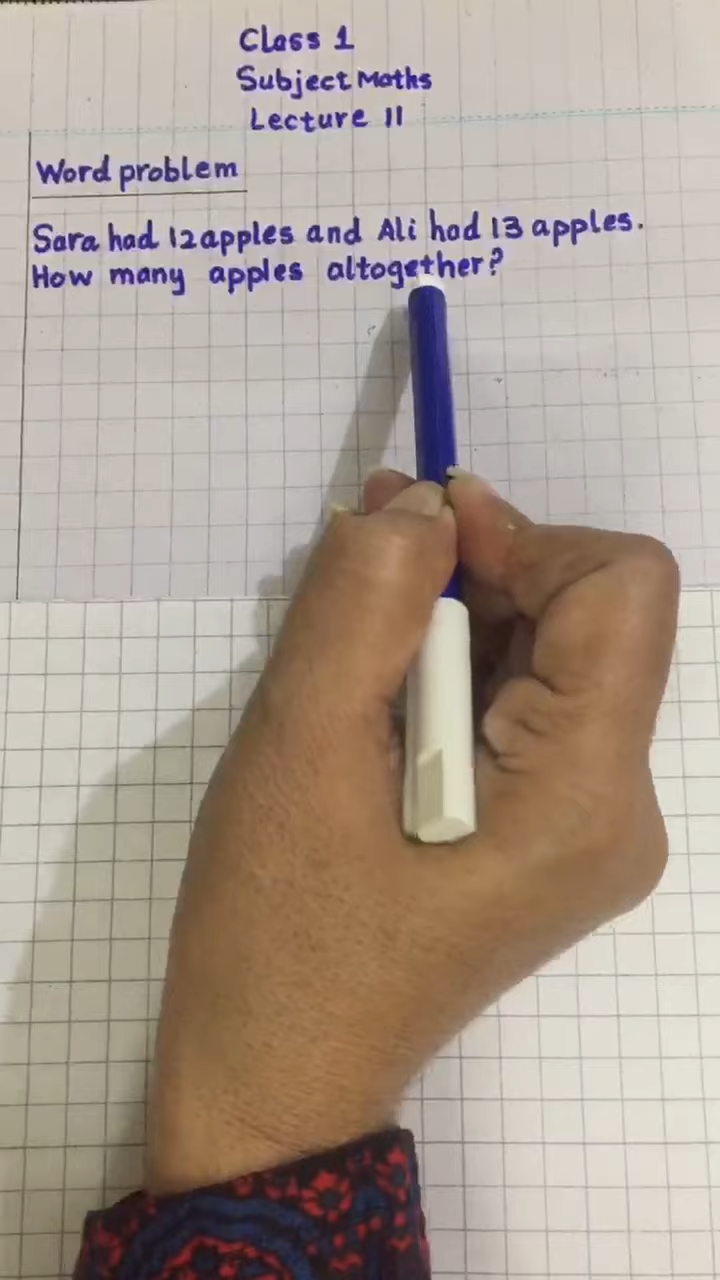 Class 1
Subject Maths
Lecture 11
Word problem
Sara had 12 apples and Ali had 13 apples.
How many apples altogether?